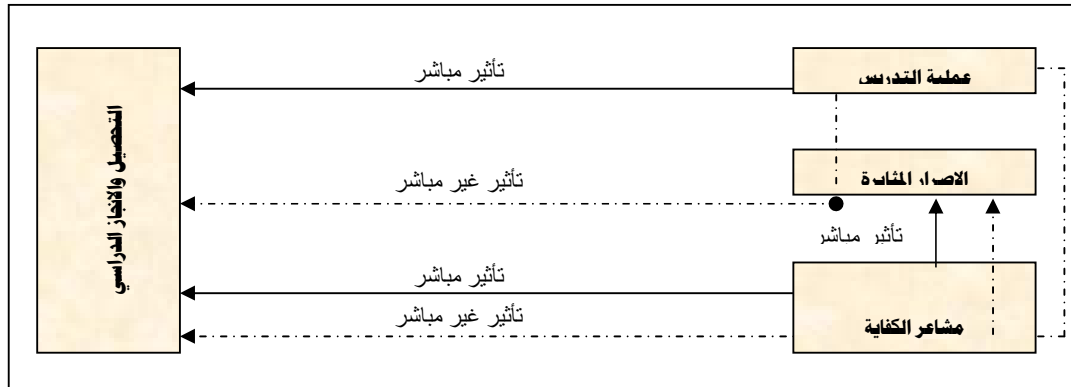 عملية التدريس
تأثير مباشر
التحصيل والانجاز الدراسي
الاصرار المثابرة
تأثير غير مباشر
تأثير مباشر
تأثير مباشر
تأثير غير مباشر
مشاعر الكفاية